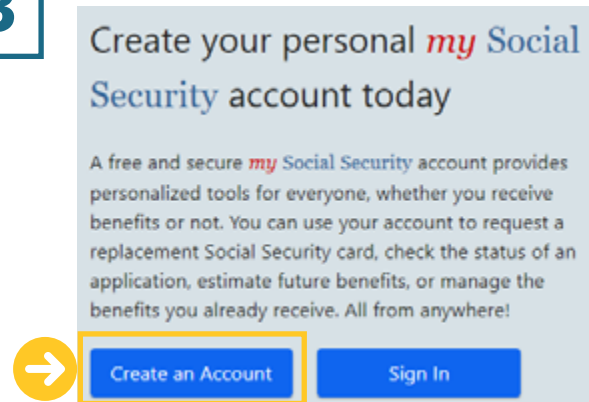 3
Create your personal my Social
Security account today
A free and secure my Social Security account provides
personalized tools for everyone, whether you receive
benefits or not. You can use your account to request a
replacement Social Security card, check the status of an
application, estimate future benefits, or manage the
benefits you already receive. All from anywhere!
Create an Account Sign In